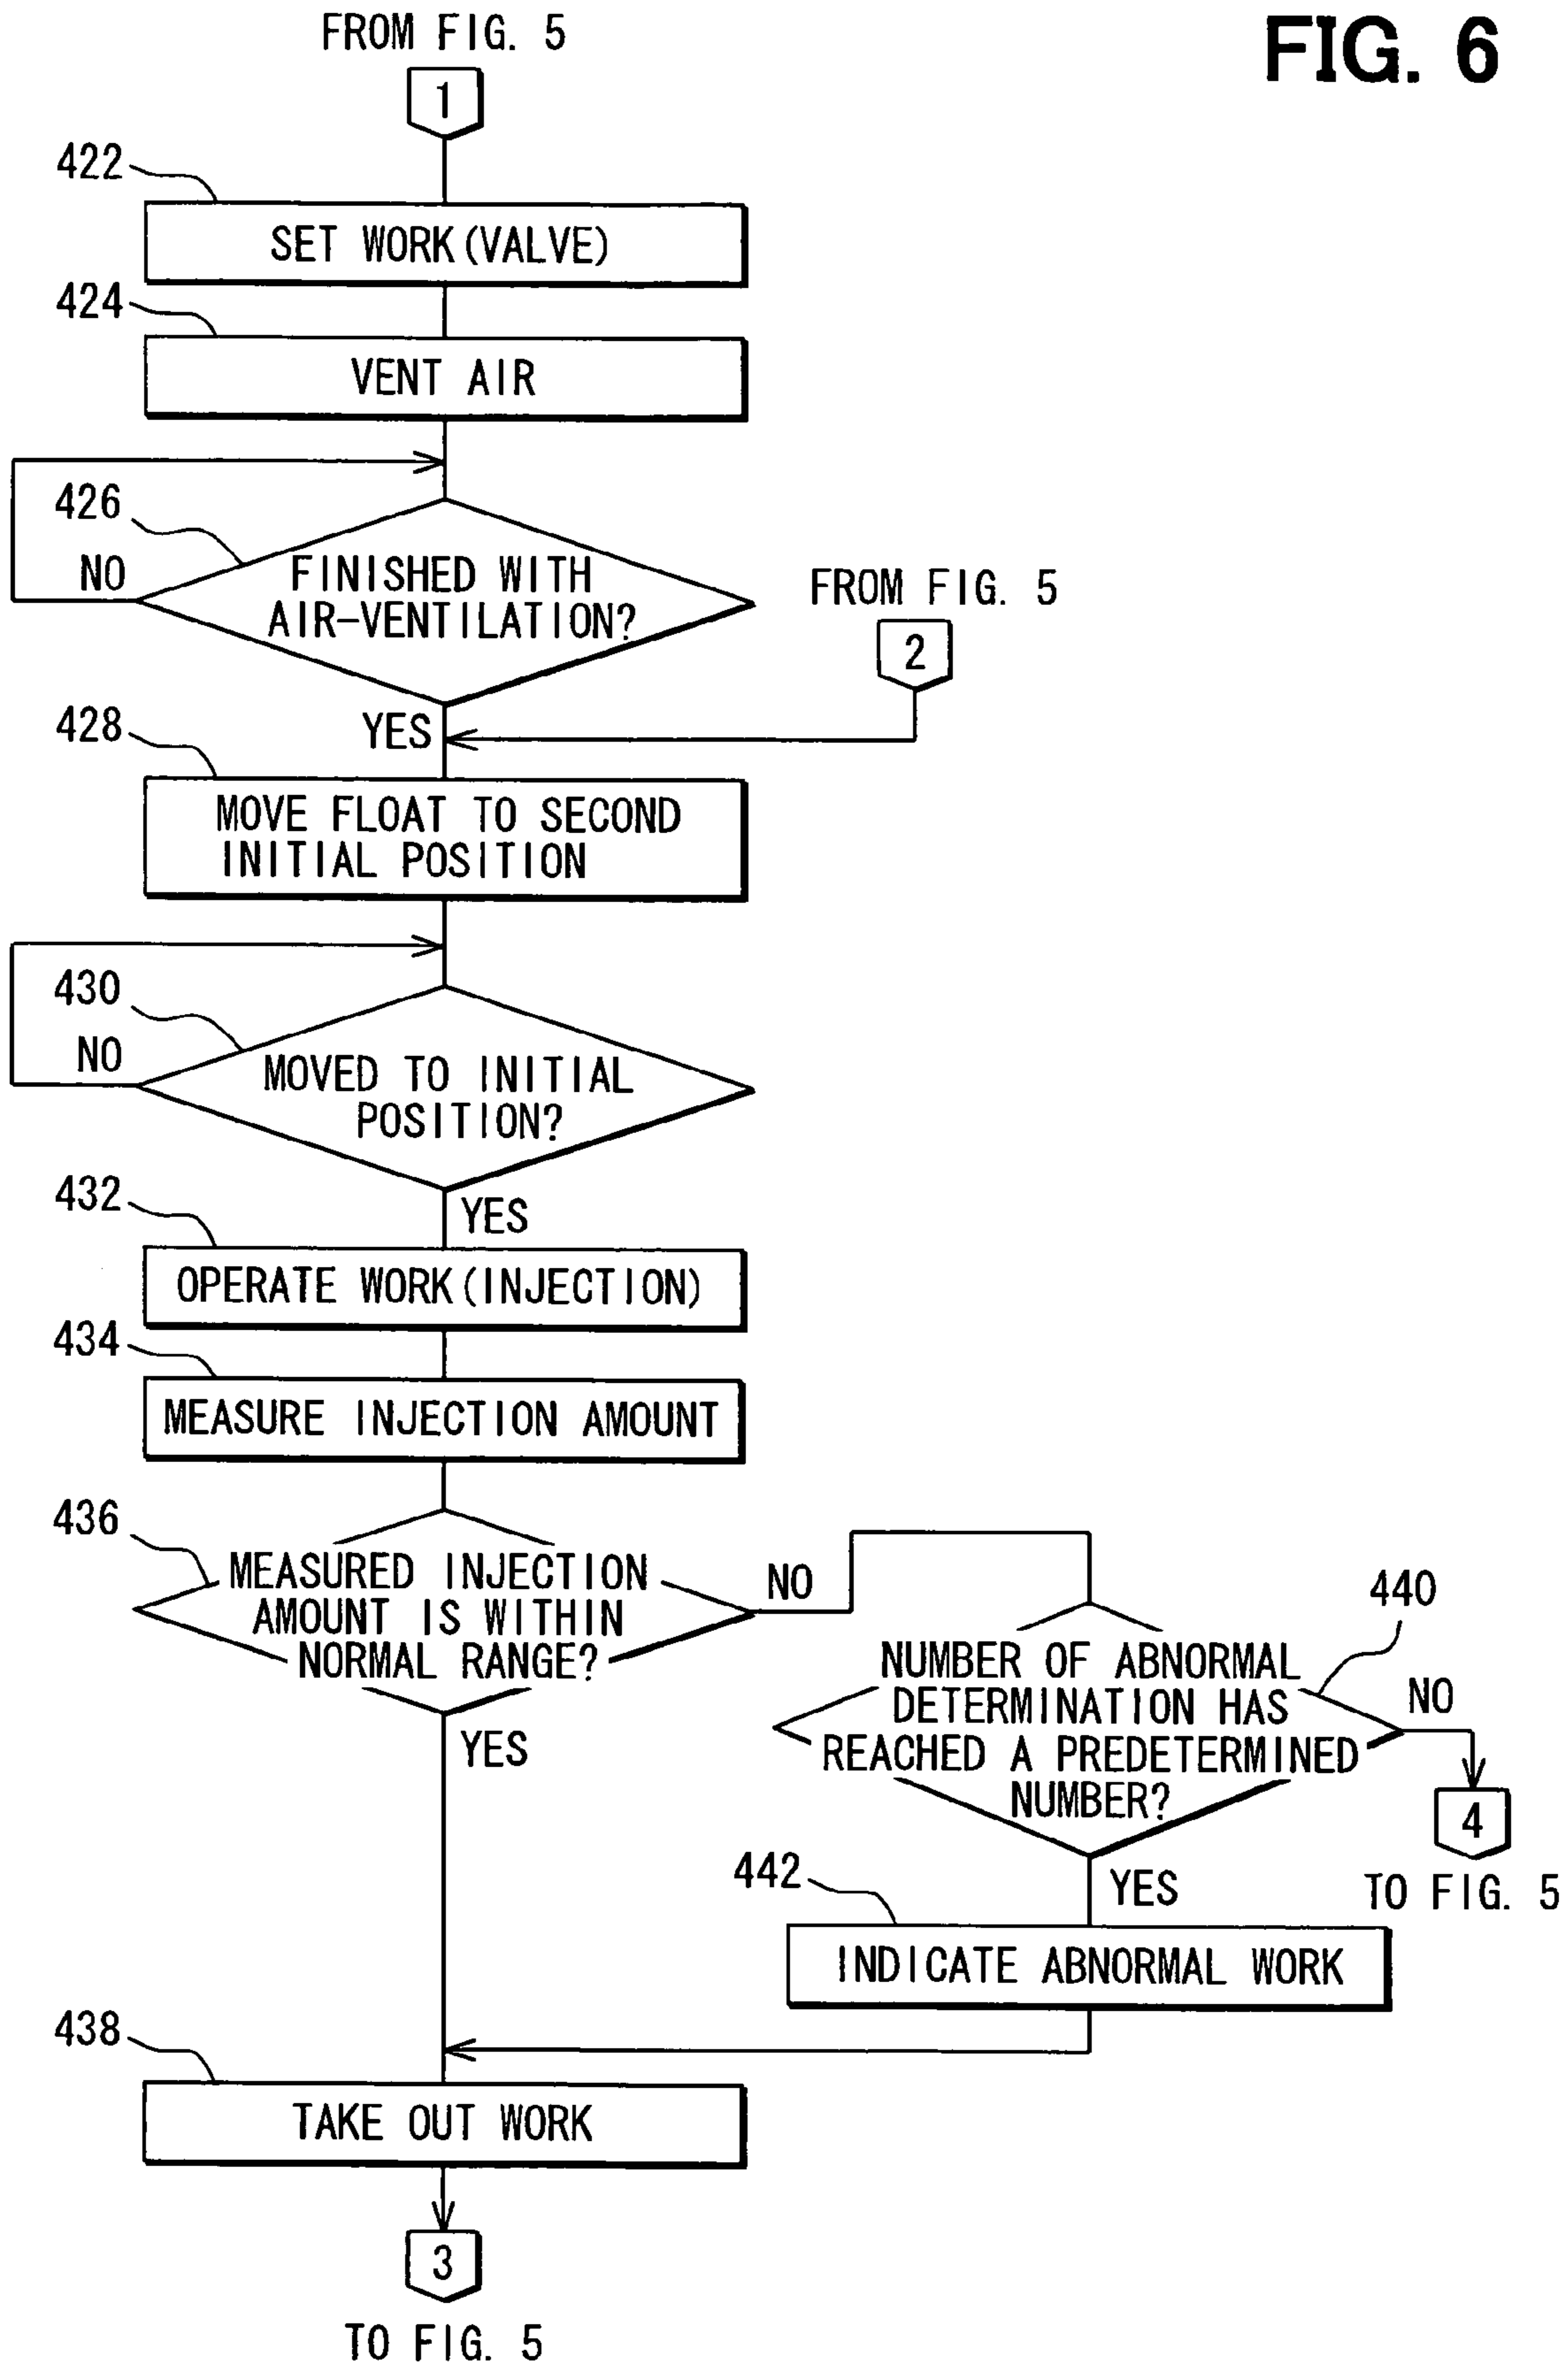 FIG. 6
FROM FIG. 5
1
422
SET WORK(VALVE)
424
VENT AIR
426
NO
FINISHED WITH
AIR-VENTILATION?
FROM FIG. 5
2
YES
428
MOVE FLOAT TO SECOND
INITIAL POSITION
430
NO
MOVED TO INITIAL
POSITION?
YES
432
OPERATE WORK(INJECTION)
434
MEASURE INJECTION AMOUNT
436
MEASURED INJECTION
AMOUNT IS WITHIN
NORMAL RANGE?
NO
YES
440
NUMBER OF ABNORMAL
DETERMINATION HAS
REACHED A PREDETERMINED
NUMBER?
NO
4
TO FIG. 5
YES
442
INDICATE ABNORMAL WORK
438
TAKE OUT WORK
3
TO FIG. 5